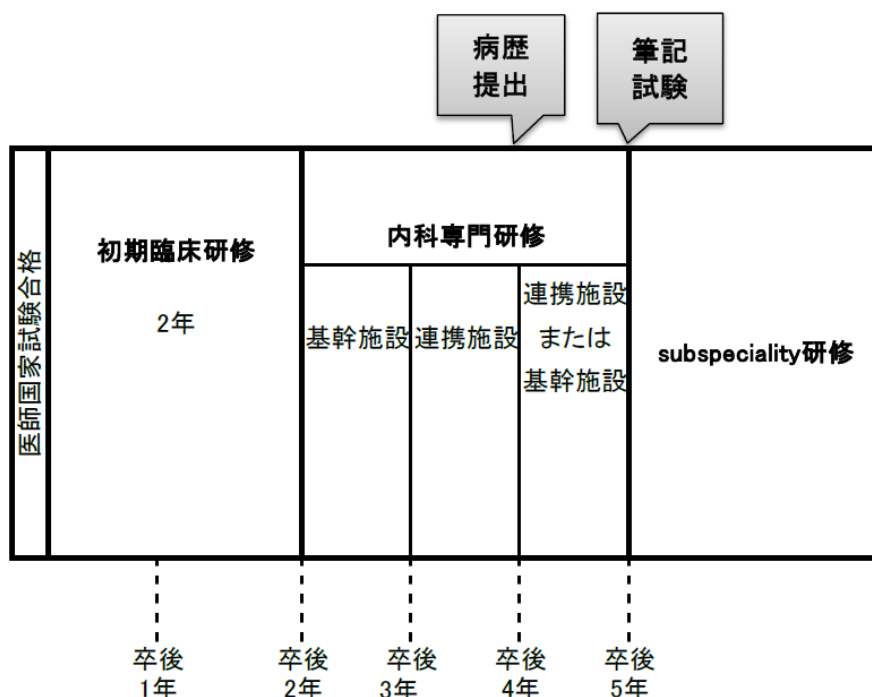 病歴
提出
筆記
試験
医師国家試験合格
初期臨床研修
2年
内科専門研修
基幹施設
連携施設
連携施設
または
基幹施設
subspeciality研修
卒後
1年
卒後
2年
卒後
3年
卒後
4年
卒後
5年